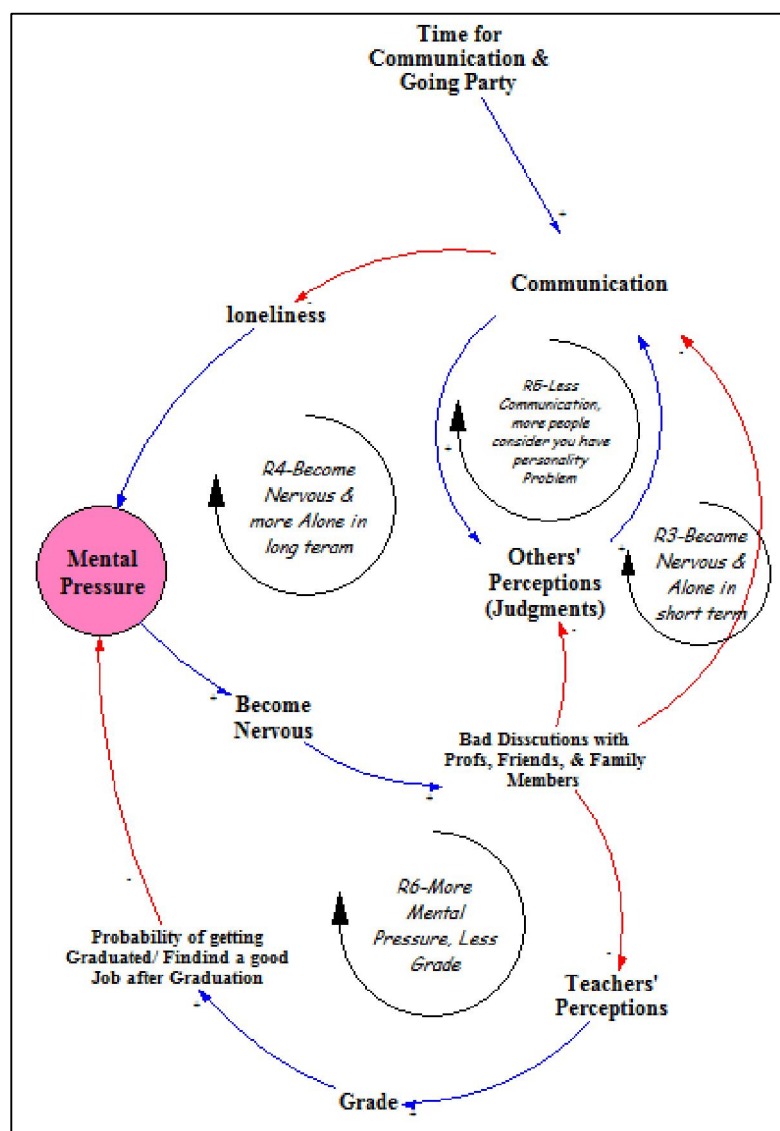 Time for
Communication &
Going Party
+
Communication
-
loneliness
-
R6-Less
Communication,
more people
consider you have
personality
Problem
+
R4-Become
Nervous &
more Alone in
long teram
Mental
Pressure
Others'
Perceptions
(Judgments)
+
R3-Became
Nervous &
Alone in
short term
-
+
Become
Nervous
Bad Disscutions with
Profs, Friends, & Family
Members
+
R6-More
Mental
Pressure, Less
Grade
-
Probability of getting
Graduated/ Findind a good
Job after Graduation
+
-
Teachers'
Perceptions
Grade